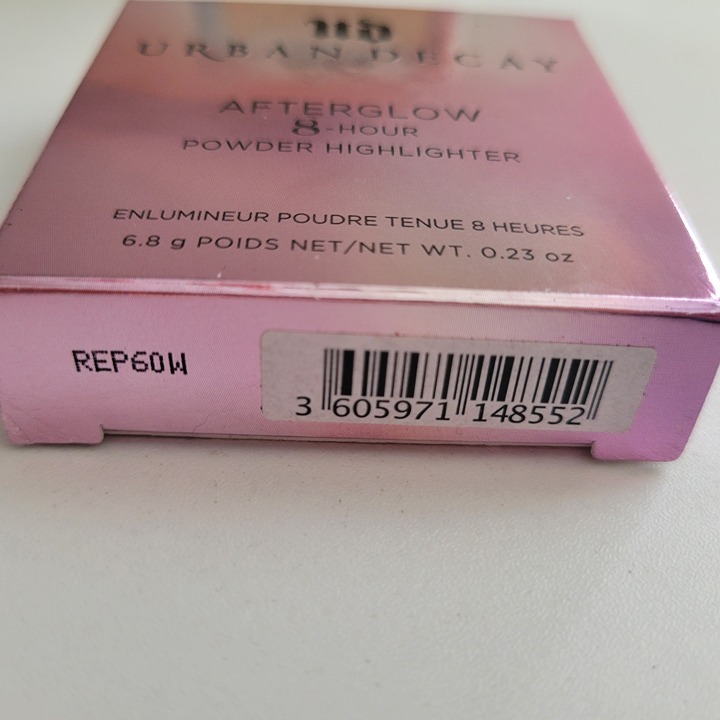 UD
URBAN DECAY
AFTERGLOW
8-HOUR
POWDER HIGHLIGHTER
ENLUMINEUR POUDRE TENUE 8 HEURES
6.8 g POIDS NET/NET WT. 0.23 oz
REP60W
3 605971 148552